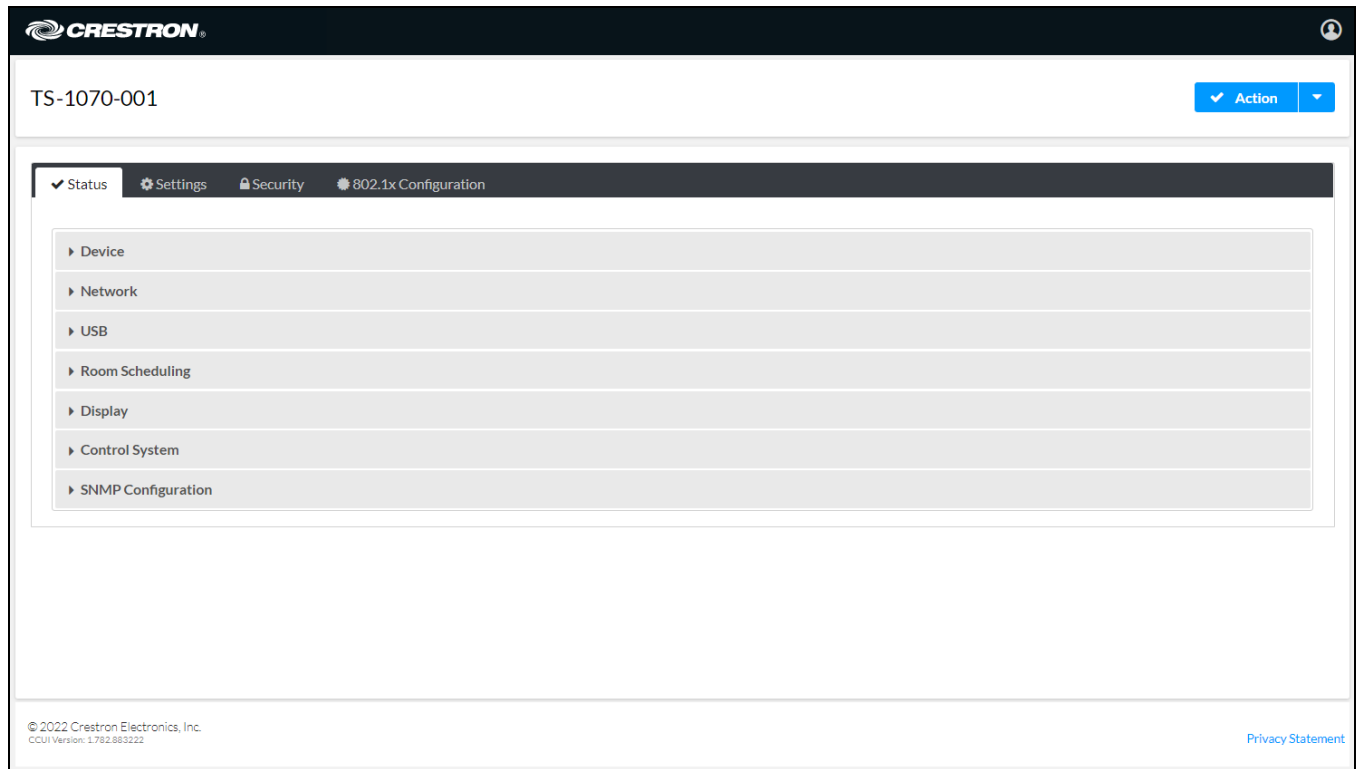 CRESTRON®
TS-1070-001
Action
Status Settings Security 802.1x Configuration
Device
Network
USB
Room Scheduling
Display
Control System
SNMP Configuration
© 2022 Crestron Electronics, Inc.
CCUI Version: 1.782.883222
Privacy Statement